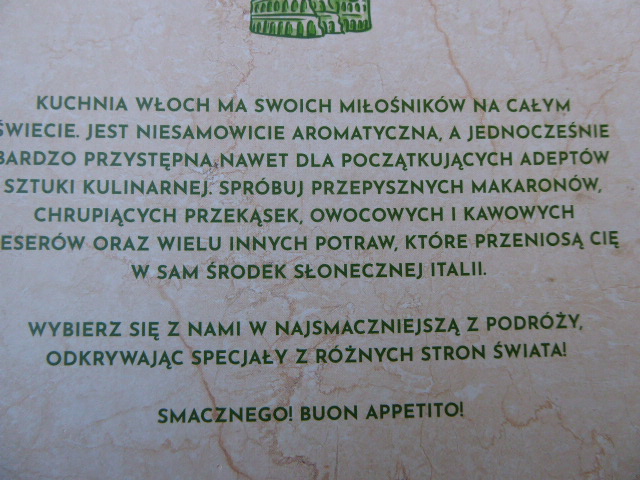 KUCHNIA WŁOCH MA SWOICH MIŁOŚNIKÓW NA CAŁYM
ŚWIECIE. JEST NIESAMOWICIE AROMATYCZNA, A JEDNOCZEŚNIE
BARDZO PRZYSTĘPNA NAWET DLA POCZĄTKUJĄCYCH ADEPTÓW
SZTUKI KULINARNEJ. SPRÓBUJ PRZEPYSZNYCH MAKARONÓW,
CHRUPIĄCYCH PRZEKĄSEK, OWOCOWYCH I KAWOWYCH
ESERÓW ORAZ WIELU INNYCH POTRAW, KTÓRE PRZENIOSĄ CIĘ
W SAM ŚRODEK SŁONECZNEJ ITALII.
WYBIERZ SIĘ Z NAMI W NAJSMACZNIEJSZĄ Z PODRÓŻY,
ODKRYWAJĄC SPECJAŁY Z RÓŻNYCH STRON ŚWIATA!
SMACZNEGO! BUON APPETITO!